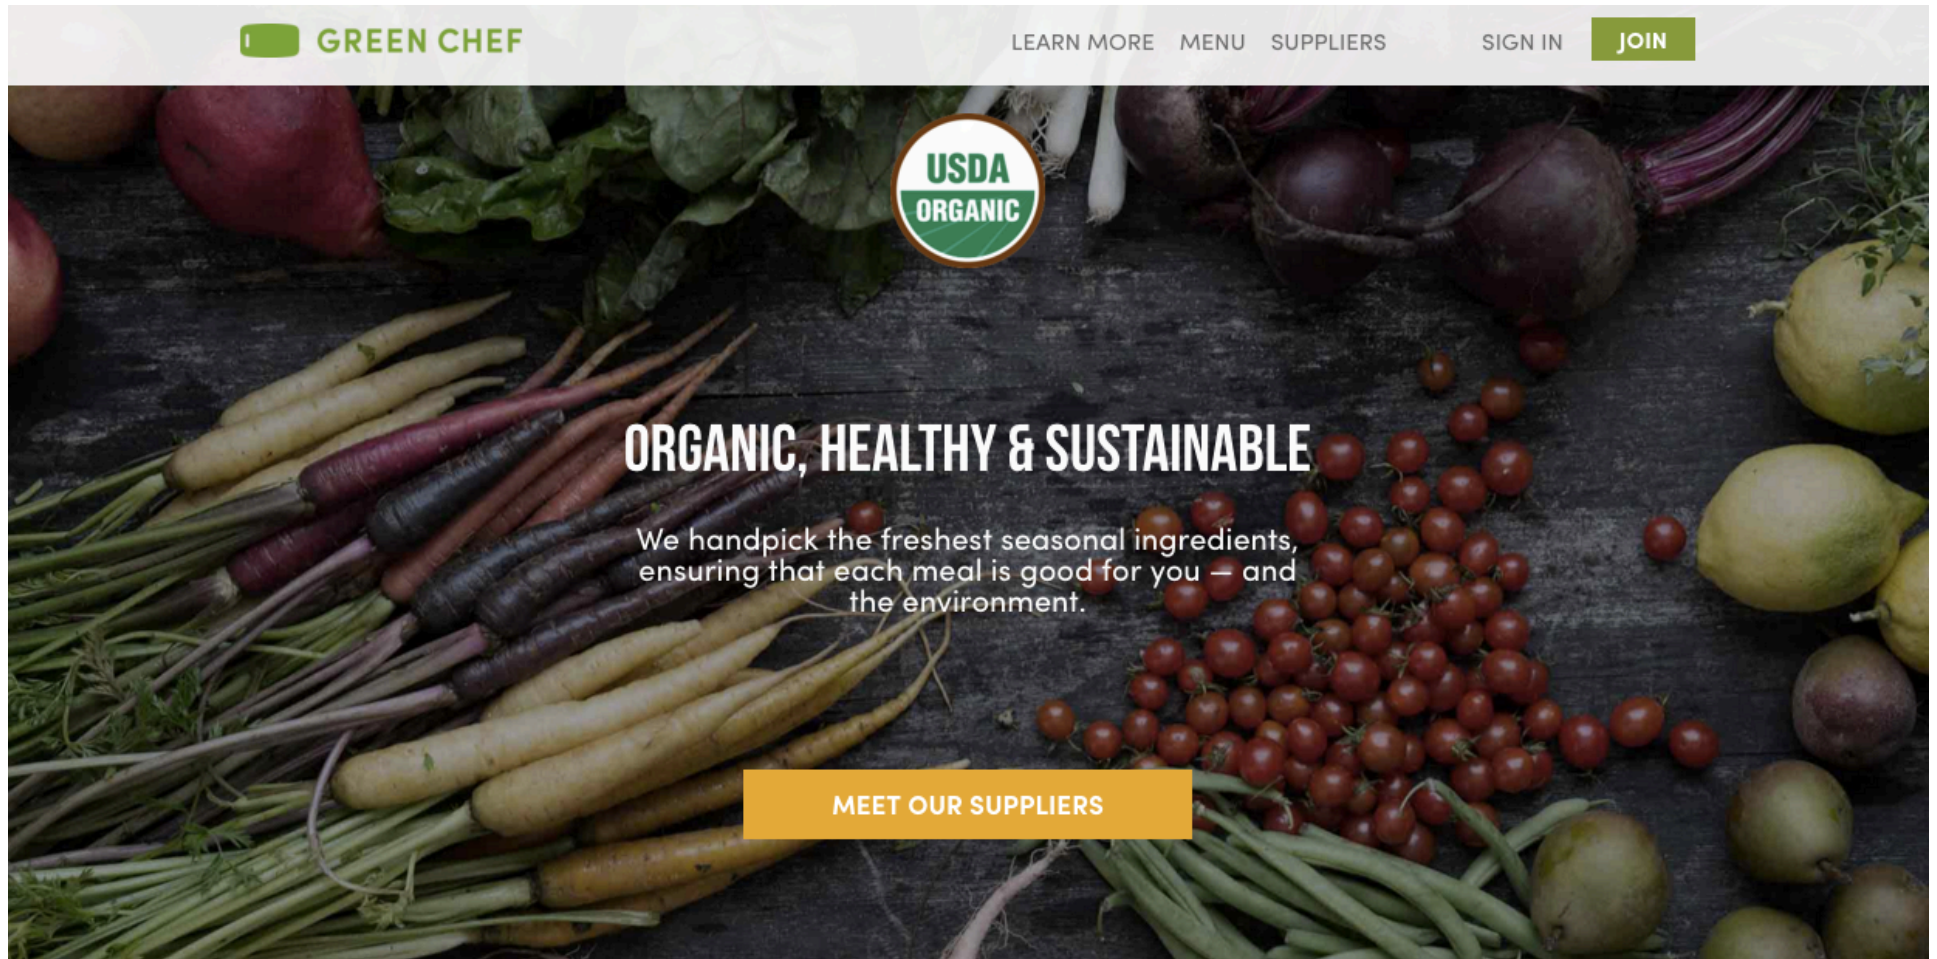 GREEN CHEF
LEARN MORE MENU SUPPLIERS SIGN IN JOIN
USDA
ORGANIC
ORGANIC, HEALTHY & SUSTAINABLE
We handpick the freshest seasonal ingredients,
ensuring that each meal is good for you — and
the environment.
MEET OUR SUPPLIERS